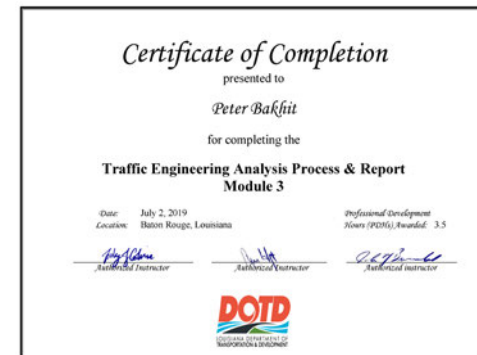 Certificate of Completion
presented to
Peter Bakhit
for completing the
Traffic Engineering Analysis Process & Report
Module 3
Date: July 2, 2019
Location: Baton Rouge, Louisiana
Professional Development
Hours (PDHs) Awarded: 3.5
Authorized Instructor
Authorized Instructor
Authorized instructor
DOTD
LOUISIANA DEPARTMENT OF
TRANSPORTATION & DEVELOPMENT